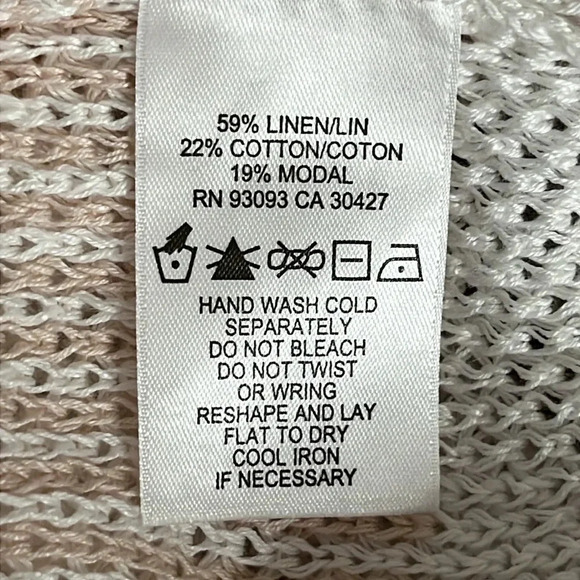 59% LINEN/LIN
22% COTTON/COTON
19% MODAL
RN 93093 CA 30427
HAND WASH COLD
SEPARATELY
DO NOT BLEACH
DO NOT TWIST
OR WRING
RESHAPE AND LAY
FLAT TO DRY
COOL IRON
IF NECESSARY